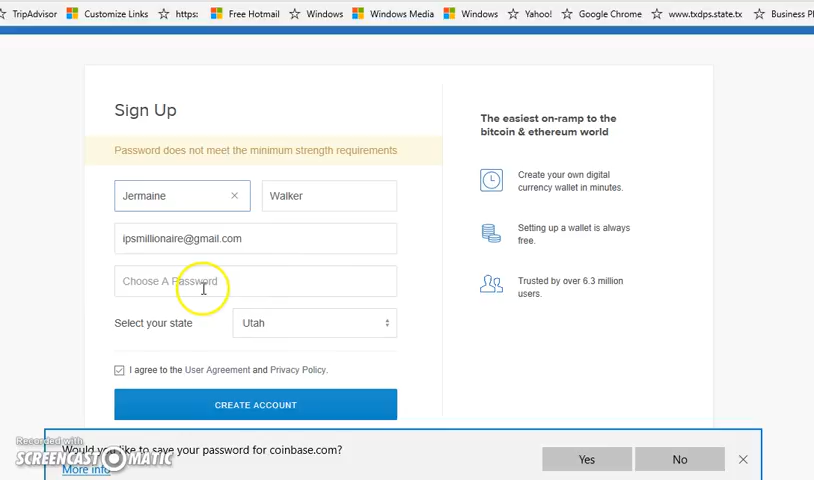 TripAdvisor Customize Links https: Free Hotmail Windows Windows Media Windows Yahoo! Google Chrome www.txdps.state.tx Business
Sign Up
Password does not meet the minimum strength requirements
Jermaine Walker
ipsmillionaire@gmail.com
Choose A Password
Select your state Utah
I agree to the User Agreement and Privacy Policy.
CREATE ACCOUNT
The easiest on-ramp to the
bitcoin & ethereum world
Create your own digital
currency wallet in minutes.
Setting up a wallet is always
free.
Trusted by over 6.3 million
users.
Would you like to save your password for coinbase.com?
More info
Yes No
Recorded with
SCREENCAST MATIC